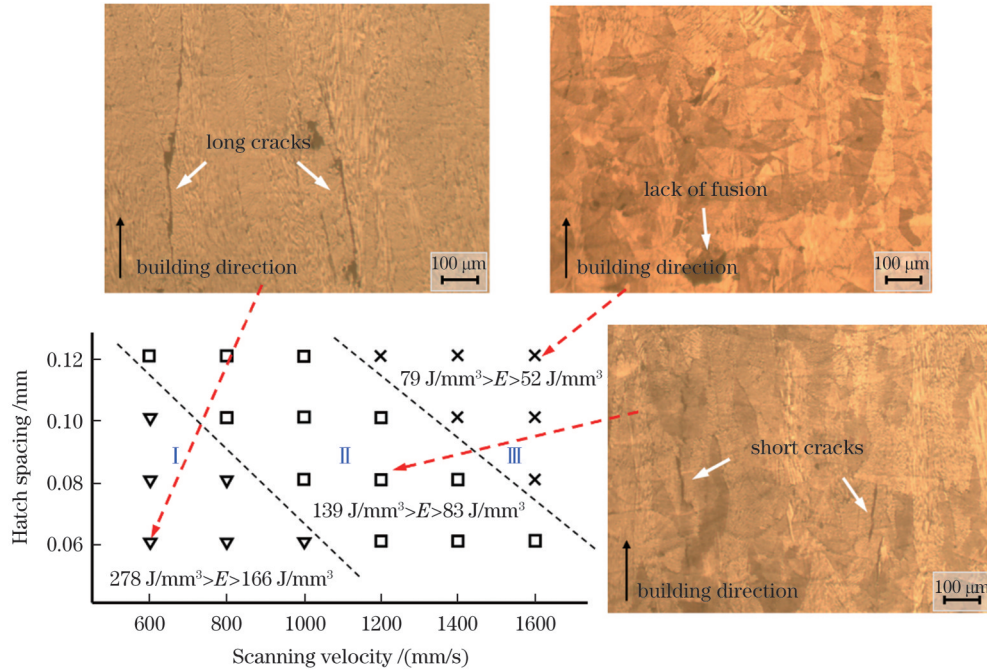 long cracks
building direction
100 μm
lack of fusion
building direction
100 μm
short cracks
building direction
100 μm
Hatch spacing /mm
0.12
0.10
0.08
0.06
79 J/mm³>E>52 J/mm³
I
II
III
139 J/mm³>E>83 J/mm³
278 J/mm³>E>166 J/mm³
600 800 1000 1200 1400 1600
Scanning velocity /(mm/s)